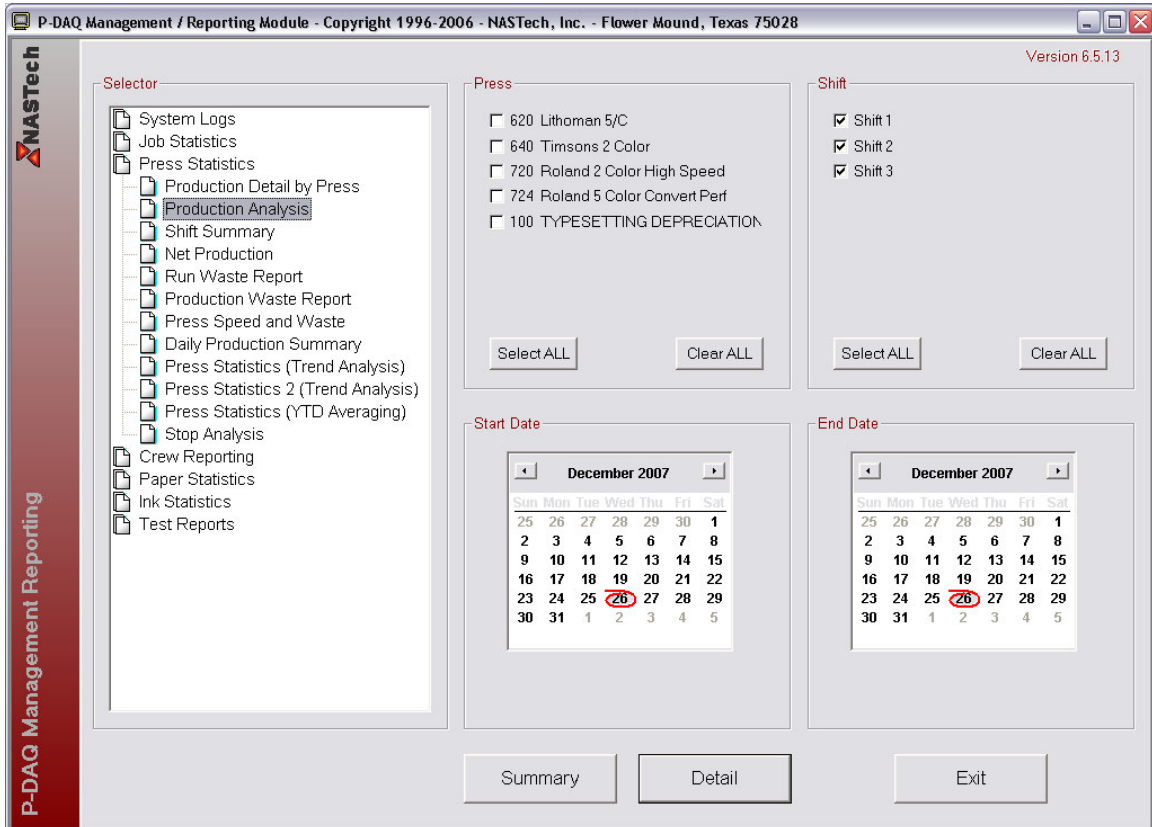 P-DAQ Management / Reporting Module - Copyright 1996-2006 - NASTech, Inc. - Flower Mound, Texas 75028
NASTech
P-DAQ Management Reporting
Version 6.5.13
Selector
System Logs
Job Statistics
Press Statistics
Production Detail by Press
Production Analysis
Shift Summary
Net Production
Run Waste Report
Production Waste Report
Press Speed and Waste
Daily Production Summary
Press Statistics (Trend Analysis)
Press Statistics 2 (Trend Analysis)
Press Statistics (YTD Averaging)
Stop Analysis
Crew Reporting
Paper Statistics
Ink Statistics
Test Reports
Press
620 Lithoman 5/C
640 Timsons 2 Color
720 Roland 2 Color High Speed
724 Roland 5 Color Convert Perf
100 TYPESETTING DEPRECIATION
Select ALL Clear ALL
Shift
Shift 1
Shift 2
Shift 3
Select ALL Clear ALL
Start Date
December 2007
Sun Mon Tue Wed Thu Fri Sat
25 26 27 28 29 30 1
2 3 4 5 6 7 8
9 10 11 12 13 14 15
16 17 18 19 20 21 22
23 24 25 26 27 28 29
30 31 1 2 3 4 5
End Date
December 2007
Sun Mon Tue Wed Thu Fri Sat
25 26 27 28 29 30 1
2 3 4 5 6 7 8
9 10 11 12 13 14 15
16 17 18 19 20 21 22
23 24 25 26 27 28 29
30 31 1 2 3 4 5
Summary Detail Exit